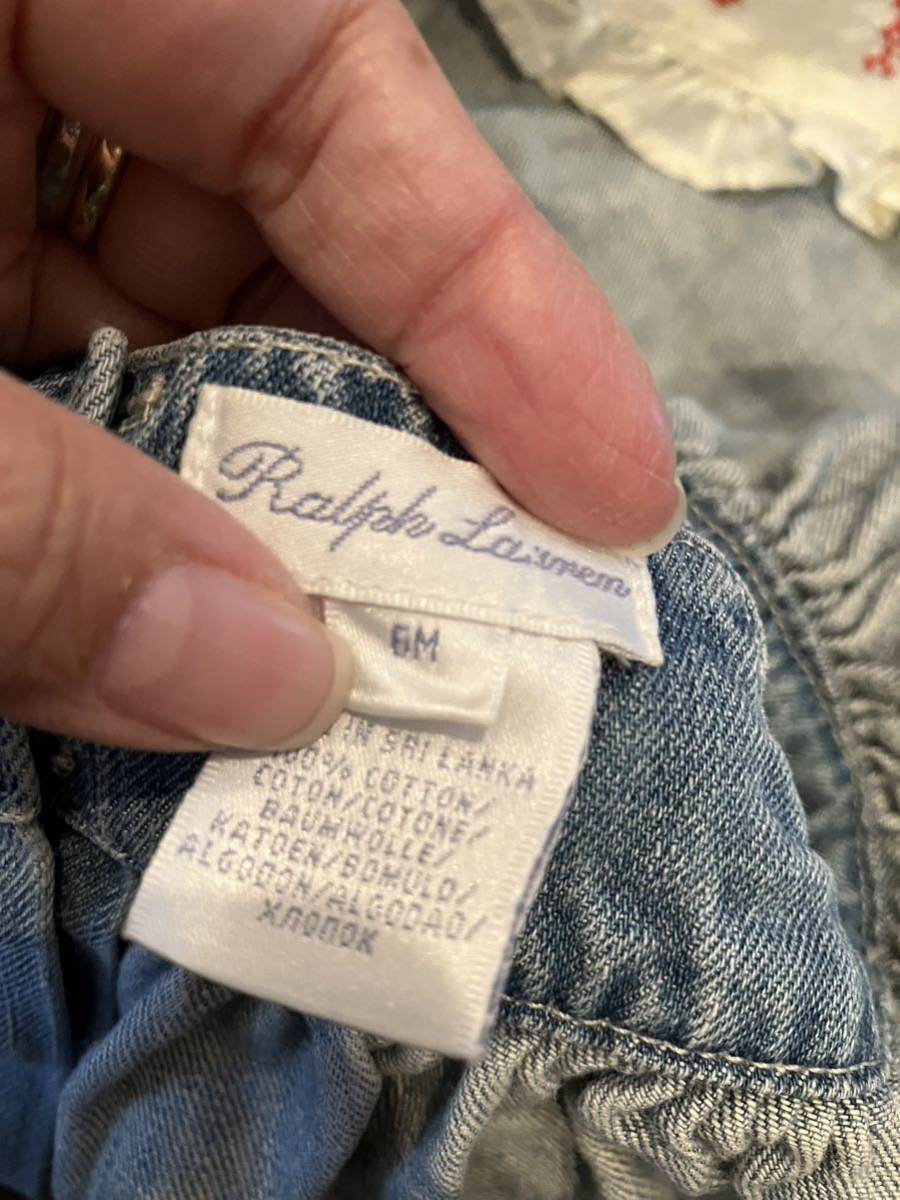 Ralph Lauren
6M
IN SRI LANKA
100% COTTON/
COTON/COTONE/
BAUMWOLLE/
KATOEN/BOMULD/
ALGODON/ALGODAO/
ХЛОПОК